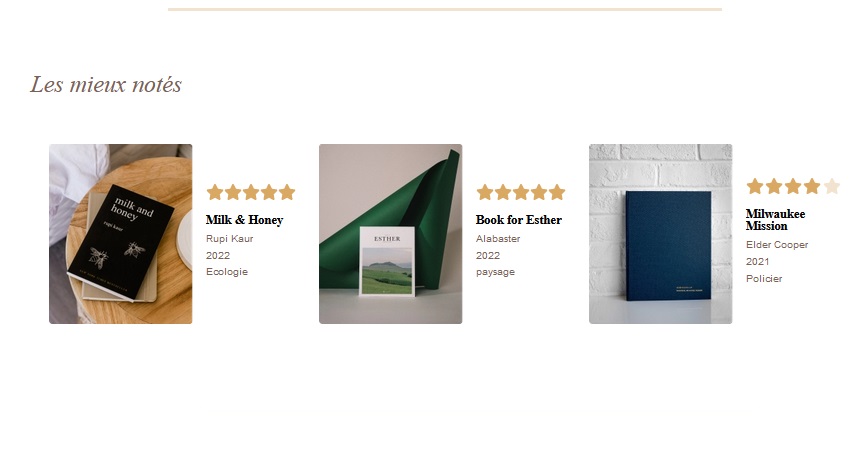 Les mieux notés
milk and
honey
rupi kaur
Milk & Honey
Rupi Kaur
2022
Ecologie
ESTHER
Book for Esther
Alabaster
2022
paysage
Milwaukee
Mission
Elder Cooper
2021
Policier